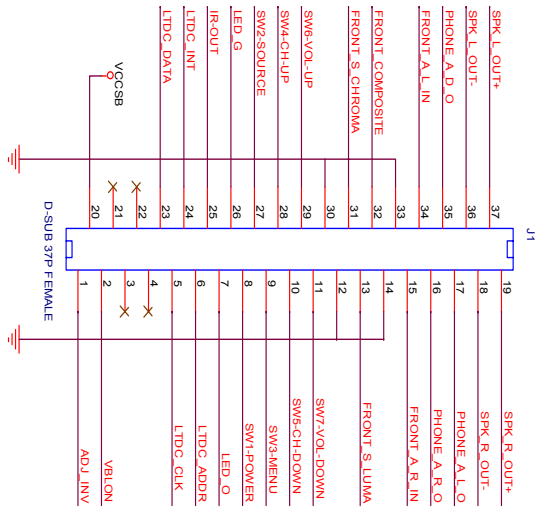 J1
SPK_L_OUT+
SPK_L_OUT-
PHONE_A_D_O
FRONT_A_L_IN
FRONT_COMPOSITE
FRONT_S_CHROMA
SW6-VOL-UP
SW4-CH-UP
SW2-SOURCE
LED_G
IR-OUT
LTDC_INT
LTDC_DATA
VCCSB
37
36
35
34
33
32
31
30
29
28
27
26
25
24
23
22
21
20
19
18
17
16
15
14
13
12
11
10
9
8
7
6
5
4
3
2
1
D-SUB 37P FEMALE
SPK_R_OUT+
SPK_R_OUT-
PHONE_A_L_O
PHONE_A_R_O
FRONT_A_R_IN
FRONT_S_LUMA
SW7-VOL-DOWN
SW5-CH-DOWN
SW3-MENU
SW1-POWER
LED_O
LTDC_ADDR
LTDC_CLK
VBLON
ADJ_INV